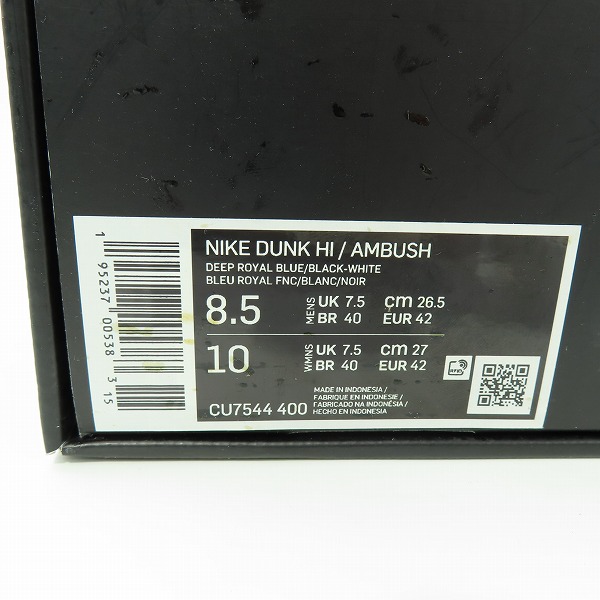 NIKE DUNK HI / AMBUSH
DEEP ROYAL BLUE/BLACK-WHITE
BLEU ROYAL FNC/BLANC/NOIR
8.5 MENS UK 7.5 cm 26.5
BR 40 EUR 42
10 WMNS UK 7.5 cm 27
BR 40 EUR 42
CU7544 400
MADE IN INDONESIA /
FABRIQUE EN INDONESIE /
FABRICADO NA INDONÉSIA /
HECHO EN INDONESIA
RFID
1 95237 00538 3 15